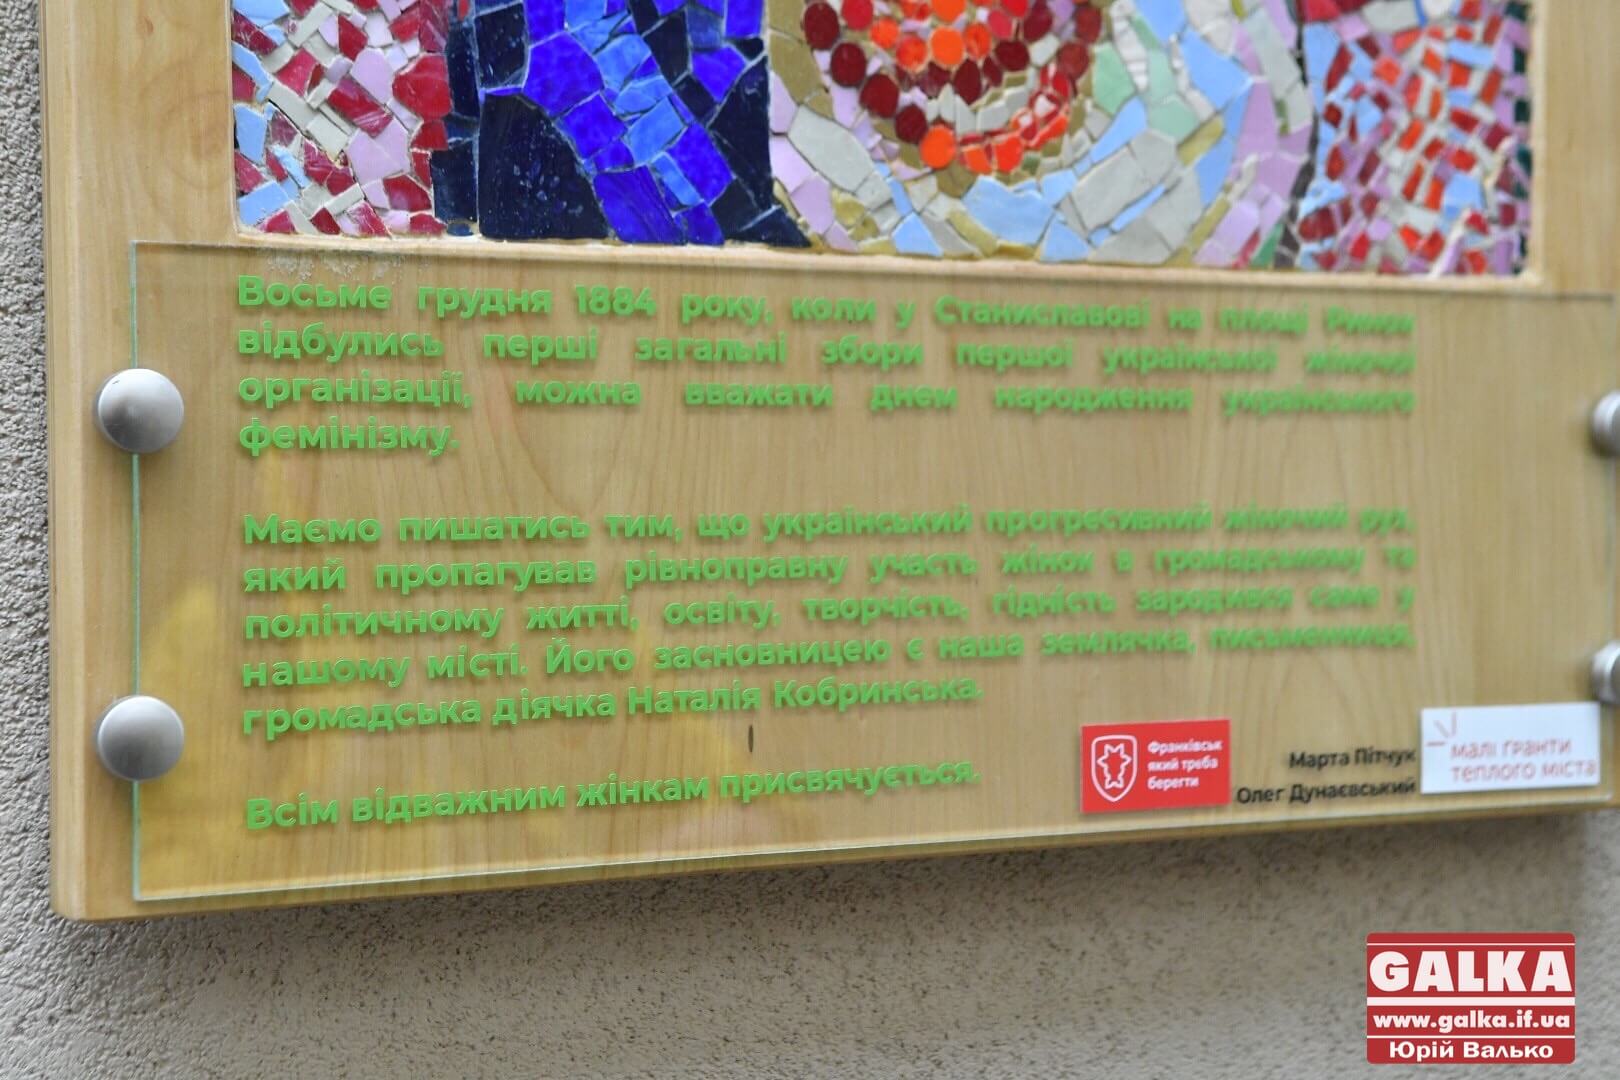 Восьме грудня 1884 року, коли у Станиславові на площі Ринок
відбулись перші загальні збори першої української жіночої
організації, можна вважати днем народження українського
фемінізму.
Маємо пишатись тим, що український прогресивний жіночий рух,
який пропагував рівноправну участь жінок в громадському та
політичному житті, освіту, творчість, гідність зародився саме у
нашому місті. Його засновницею є наша землячка, письменниця,
громадська діячка Наталія Кобринська.
Всім відважним жінкам присвячується.
Франківськ
який треба
берегти
Марта Пітчук
Олег Дунаєвський
малі ґранти
теплого міста
GALKA
www.galka.if.ua
Юрій Валько